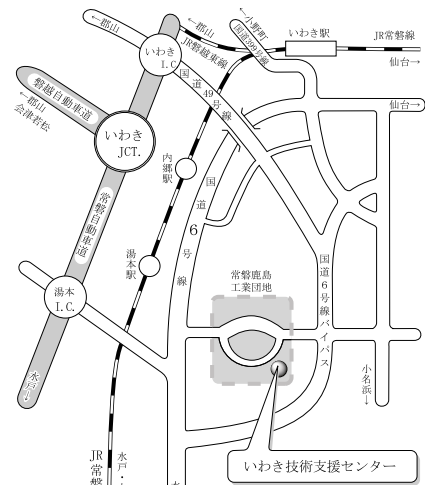 ←郡山
←郡山
JR磐越東線
←小野町
国道399号線
いわき駅
JR常磐線
仙台→
いわき
I.C
国道49号線
仙台→
磐越自動車道
←郡山
会津若松
いわき
JCT.
内郷駅
国道6号線
常磐自動車道
湯本駅
常磐鹿島
工業団地
国道6号線バイパス
湯本
I.C.
水戸→
小名浜→
いわき技術支援センター
JR常磐
水戸・
水